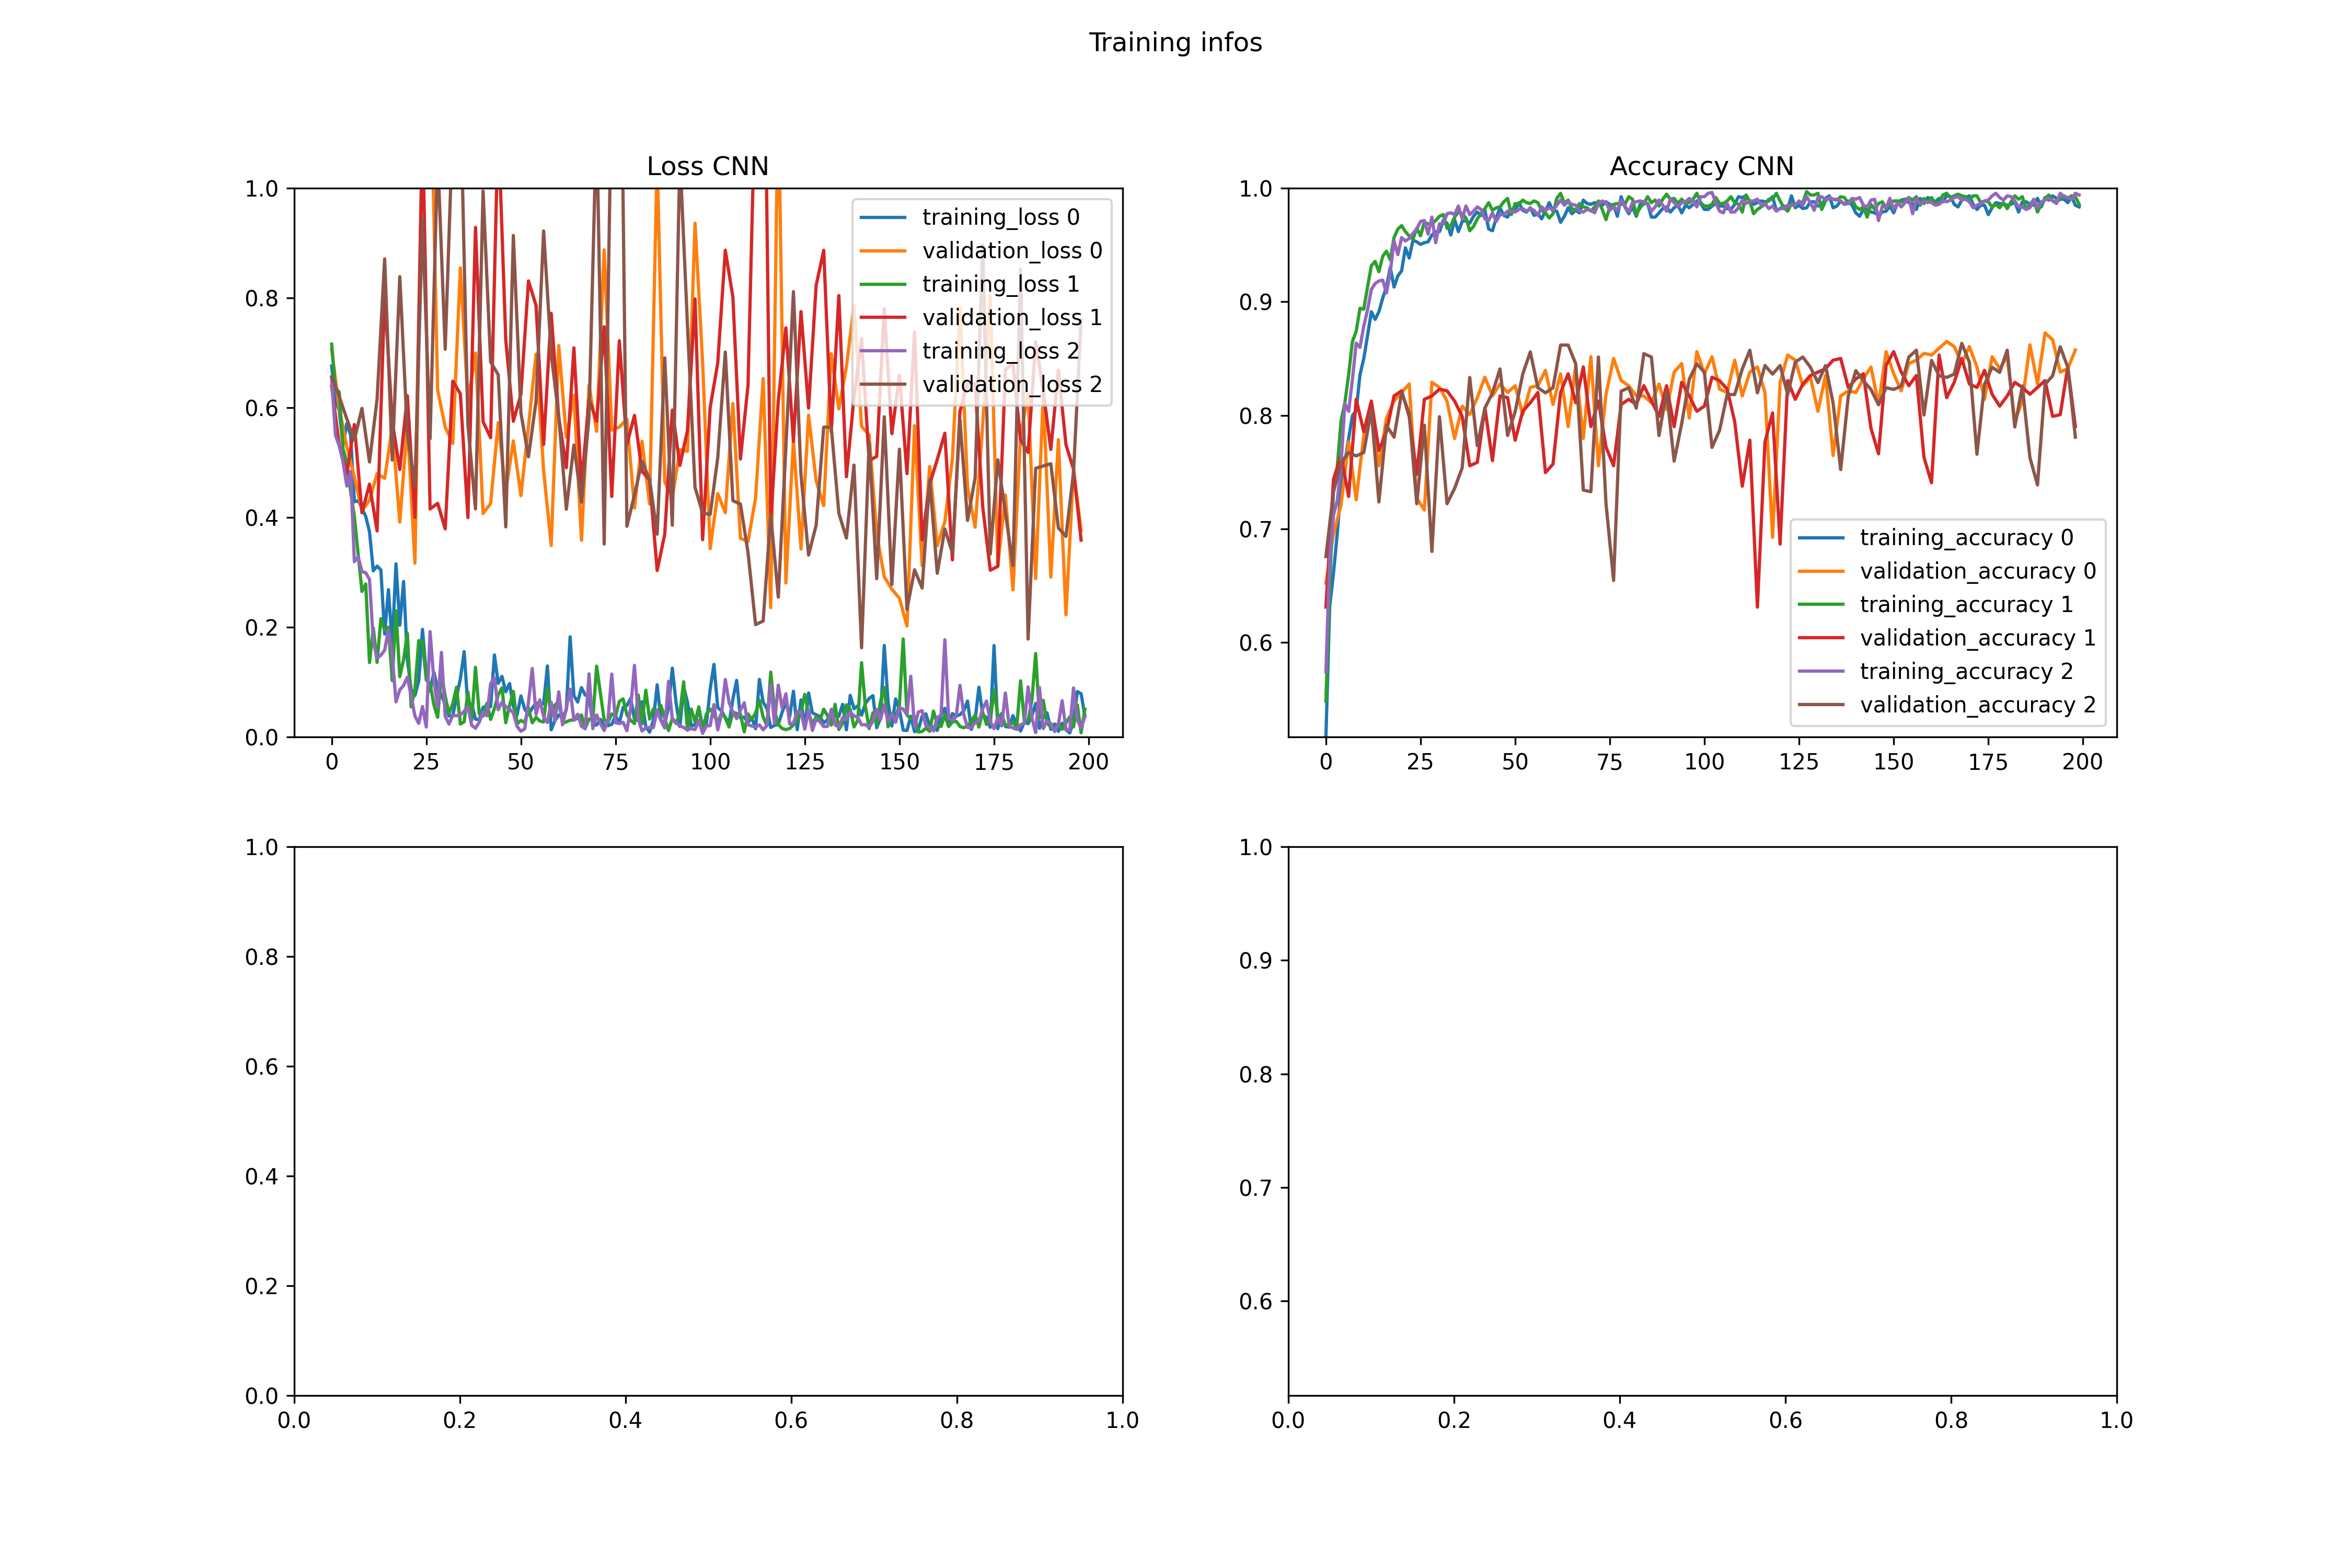 Training infos
Loss CNN
1.0
0.8
0.6
0.4
0.2
0.0
0 25 50 75 100 125 150 175 200
training_loss 0
validation_loss 0
training_loss 1
validation_loss 1
training_loss 2
validation_loss 2
Accuracy CNN
1.0
0.9
0.8
0.7
0.6
0 25 50 75 100 125 150 175 200
training_accuracy 0
validation_accuracy 0
training_accuracy 1
validation_accuracy 1
training_accuracy 2
validation_accuracy 2
1.0
0.8
0.6
0.4
0.2
0.0
0.0 0.2 0.4 0.6 0.8 1.0
1.0
0.9
0.8
0.7
0.6
0.0 0.2 0.4 0.6 0.8 1.0